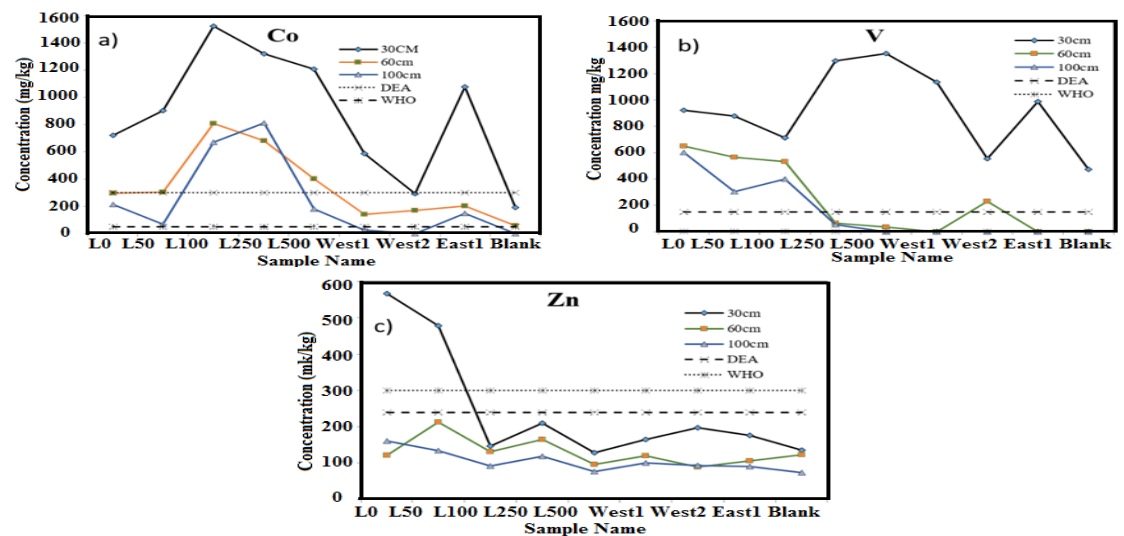 a)
Co
Concentration (mg/kg)
1600
1400
1200
1000
800
600
400
200
0
30CM
60cm
100cm
DEA
WHO
L0 L50 L100 L250 L500 West1 West2 East1 Blank
Sample Name
b)
V
Concentration mg/kg
1600
1400
1200
1000
800
600
400
200
0
30cm
60cm
100cm
DEA
WHO
L0 L50 L100 L250 L500 West1 West2 East1 Blank
Sample Name
c)
Zn
Concentration (mk/kg)
600
500
400
300
200
100
0
30cm
60cm
100cm
DEA
WHO
L0 L50 L100 L250 L500 West1 West2 East1 Blank
Sample Name